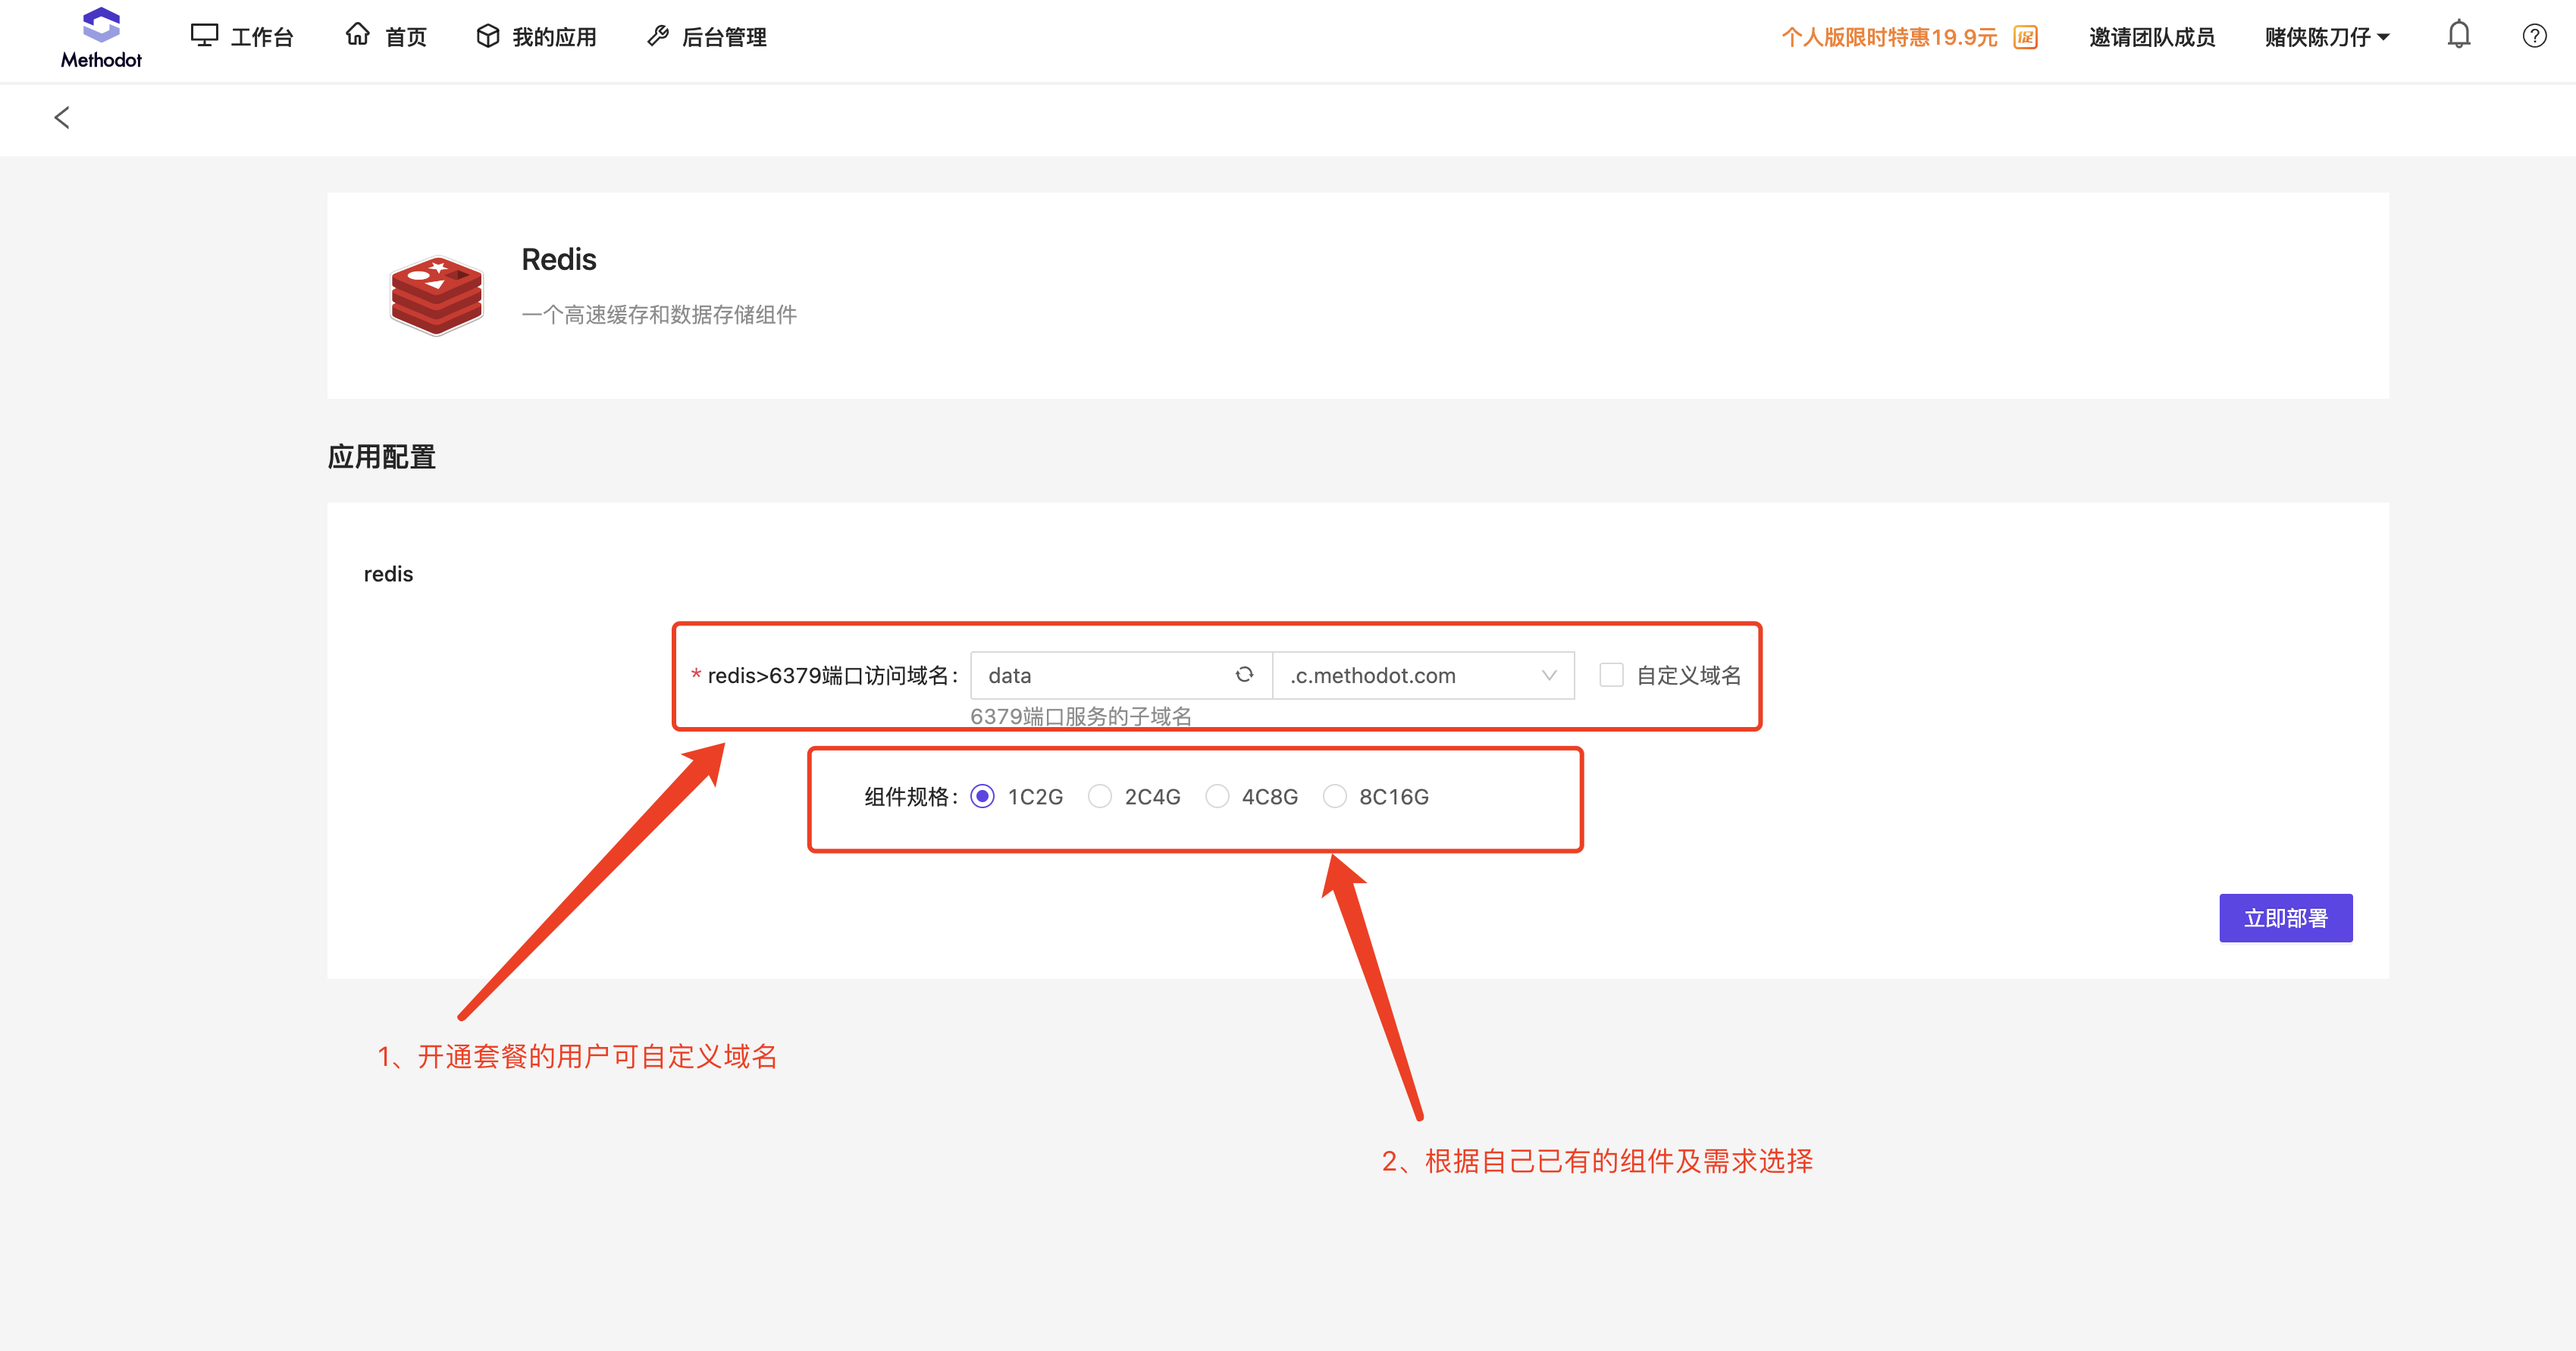 Methodot
工作台
首页
我的应用
后台管理
个人版限时特惠19.9元 促
邀请团队成员
赌侠陈刀仔
Redis
一个高速缓存和数据存储组件
应用配置
redis
* redis>6379端口访问域名:
data
.c.methodot.com
自定义域名
6379端口服务的子域名
组件规格:
1C2G
2C4G
4C8G
8C16G
立即部署
1、开通套餐的用户可自定义域名
2、根据自己已有的组件及需求选择